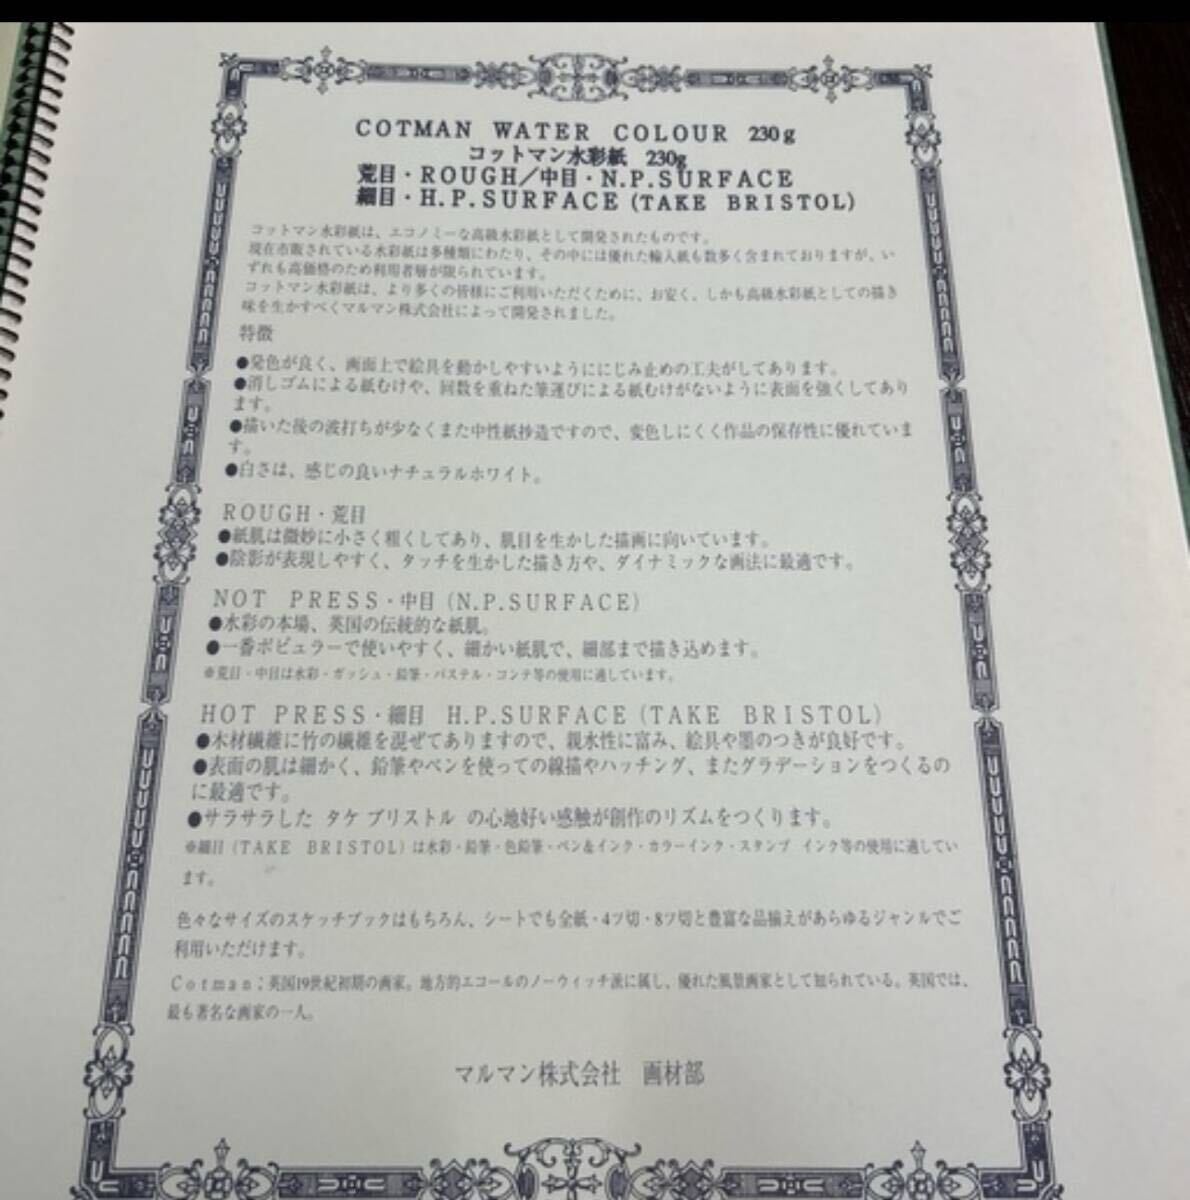 COTMAN WATER COLOUR 230g
コットマン水彩紙 230g
荒目・ROUGH/中目・N.P.SURFACE
細目・H.P.SURFACE(TAKE BRISTOL)
コットマン水彩紙は、エコノミーな高級水彩紙として開発されたものです。
現在市販されている水彩紙は多種類にわたり、その中には優れた輸入紙も数多く含まれておりますが、い
ずれも高価格のため利用者層が限られています。
コットマン水彩紙は、より多くの皆様にご利用いただくために、お安く、しかも高級水彩紙としての描き
味を生かすべくマルマン株式会社によって開発されました。
特徴
●発色が良く、画面上で絵具を動かしやすいようににじみ止めの工夫がしてあります。
●消しゴムによる紙むけや、回数を重ねた筆運びによる紙むけがないように表面を強くしてあり
ます。
●描いた後の波打ちが少なくまた中性紙抄造ですので、変色しにくく作品の保存性に優れていま
す。
●白さは、感じの良いナチュラルホワイト。
ROUGH・荒目
●紙肌は微妙に小さく粗くしてあり、肌目を生かした描画に向いています。
●陰影が表現しやすく、タッチを生かした描き方や、ダイナミックな画法に最適です。
NOT PRESS・中目(N.P.SURFACE)
●水彩の本場、英国の伝統的な紙肌。
●一番ポピュラーで使いやすく、細かい紙肌で、細部まで描き込めます。
※荒目・中目は水彩・ガッシュ・鉛筆・パステル・コンテ等の使用に適しています。
HOT PRESS・細目 H.P.SURFACE(TAKE BRISTOL)
●木材繊維に竹の繊維を混ぜてありますので、親水性に富み、絵具や墨のつきが良好です。
●表面の肌は細かく、鉛筆やペンを使っての線描やハッチング、またグラデーションをつくるの
に最適です。
●サラサラした タケ ブリストル の心地好い感触が創作のリズムをつくります。
※細目(TAKE BRISTOL)は水彩・鉛筆・色鉛筆・ペン&インク・カラーインク・スタンプ インク等の使用に適してい
ます。
色々なサイズのスケッチブックはもちろん、シートでも全紙・4ツ切・8ツ切と豊富な品揃えがあらゆるジャンルでご
利用いただけます。
Cotman;英国19世紀初期の画家。地方的エコールのノーウィッチ派に属し、優れた風景画家として知られている。英国では、
最も著名な画家の一人。
マルマン株式会社 画材部